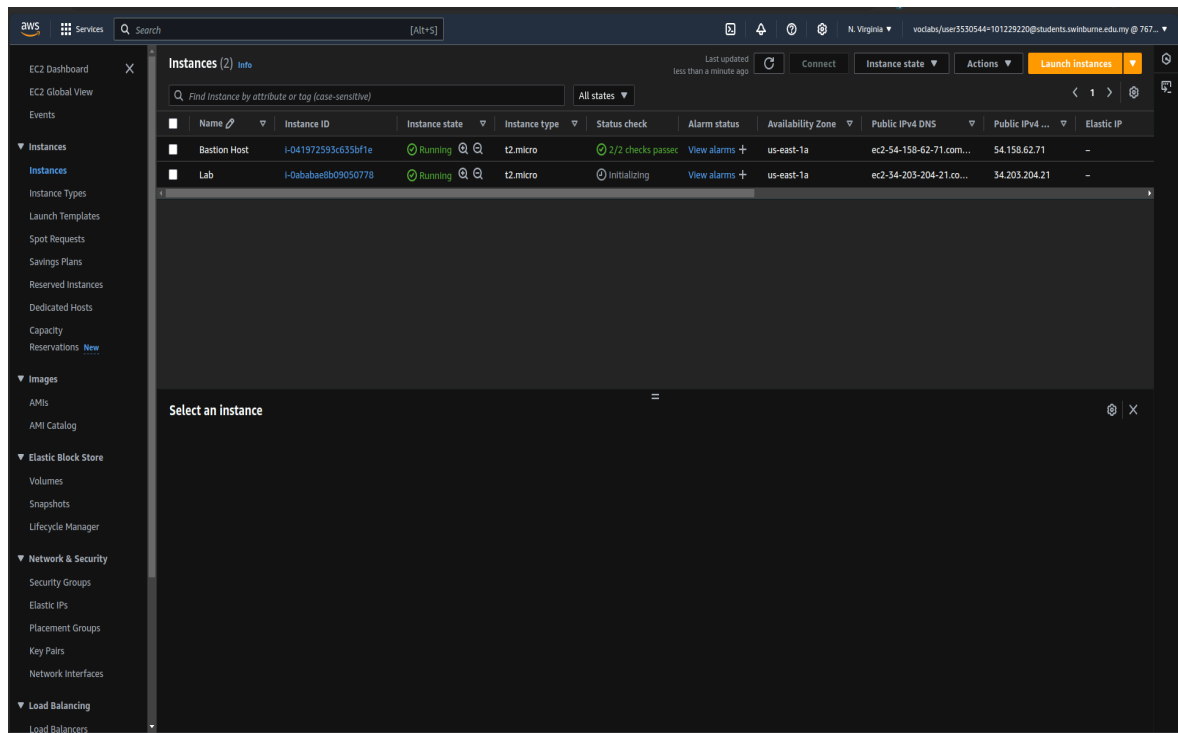 aws Services Search [Alt+S] N. Virginia voclabs/user3530544=101229220@students.swinburne.edu.my @ 767...
EC2 Dashboard
EC2 Global View
Events
Instances
Instances
Instance Types
Launch Templates
Spot Requests
Savings Plans
Reserved Instances
Dedicated Hosts
Capacity
Reservations New
Images
AMIs
AMI Catalog
Elastic Block Store
Volumes
Snapshots
Lifecycle Manager
Network & Security
Security Groups
Elastic IPs
Placement Groups
Key Pairs
Network Interfaces
Load Balancing
Load Balancers
Instances (2) Info
Last updated
less than a minute ago
Connect Instance state Actions Launch instances
Find Instance by attribute or tag (case-sensitive) All states 1
Name Instance ID Instance state Instance type Status check Alarm status Availability Zone Public IPv4 DNS Public IPv4 ... Elastic IP
Bastion Host i-041972593c635bf1e Running t2.micro 2/2 checks passec View alarms + us-east-1a ec2-54-158-62-71.com... 54.158.62.71 –
Lab i-0ababae8b09050778 Running t2.micro Initializing View alarms + us-east-1a ec2-34-203-204-21.co... 34.203.204.21 –
Select an instance